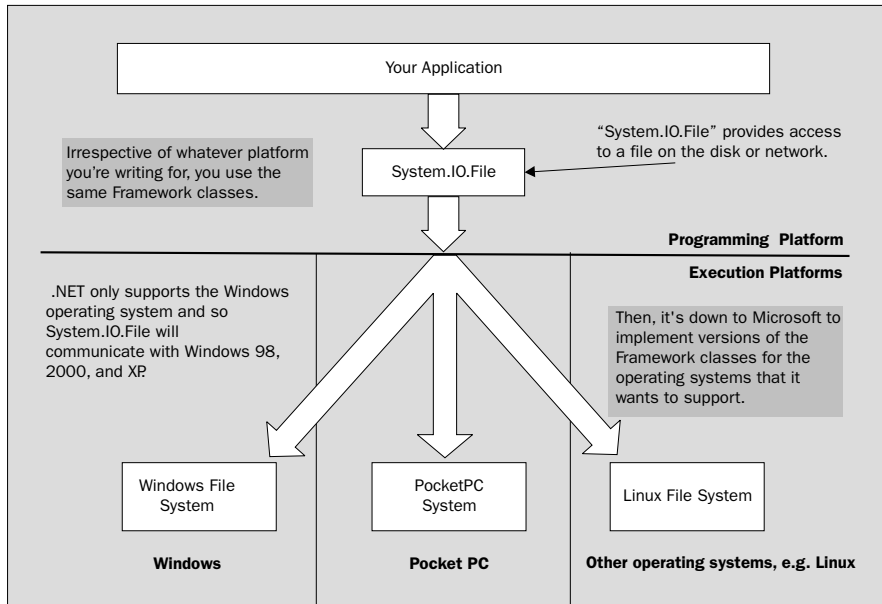 Your Application
Irrespective of whatever platform
you're writing for, you use the
same Framework classes.
System.IO.File
“System.IO.File” provides access
to a file on the disk or network.
Programming Platform
Execution Platforms
.NET only supports the Windows
operating system and so
System.IO.File will
communicate with Windows 98,
2000, and XP.
Then, it's down to Microsoft to
implement versions of the
Framework classes for the
operating systems that it
wants to support.
Windows File
System
PocketPC
System
Linux File System
Windows
Pocket PC
Other operating systems, e.g. Linux